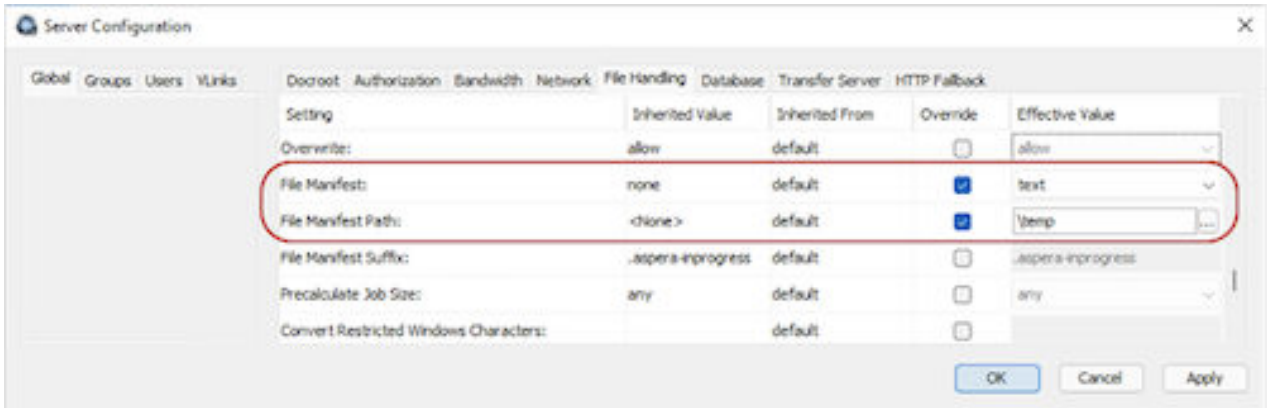 Server Configuration
Global Groups Users VLinks
Docroot Authorization Bandwidth Network File Handling Database Transfer Server HTTP Fallback
Setting Inherited Value Inherited From Override Effective Value
Overwrite: allow default allow
File Manifest: none default text
File Manifest Path: <None> default \temp ...
File Manifest Suffix: .aspera-inprogress default .aspera-inprogress
Precalculate Job Size: any default any
Convert Restricted Windows Characters: default
OK Cancel Apply